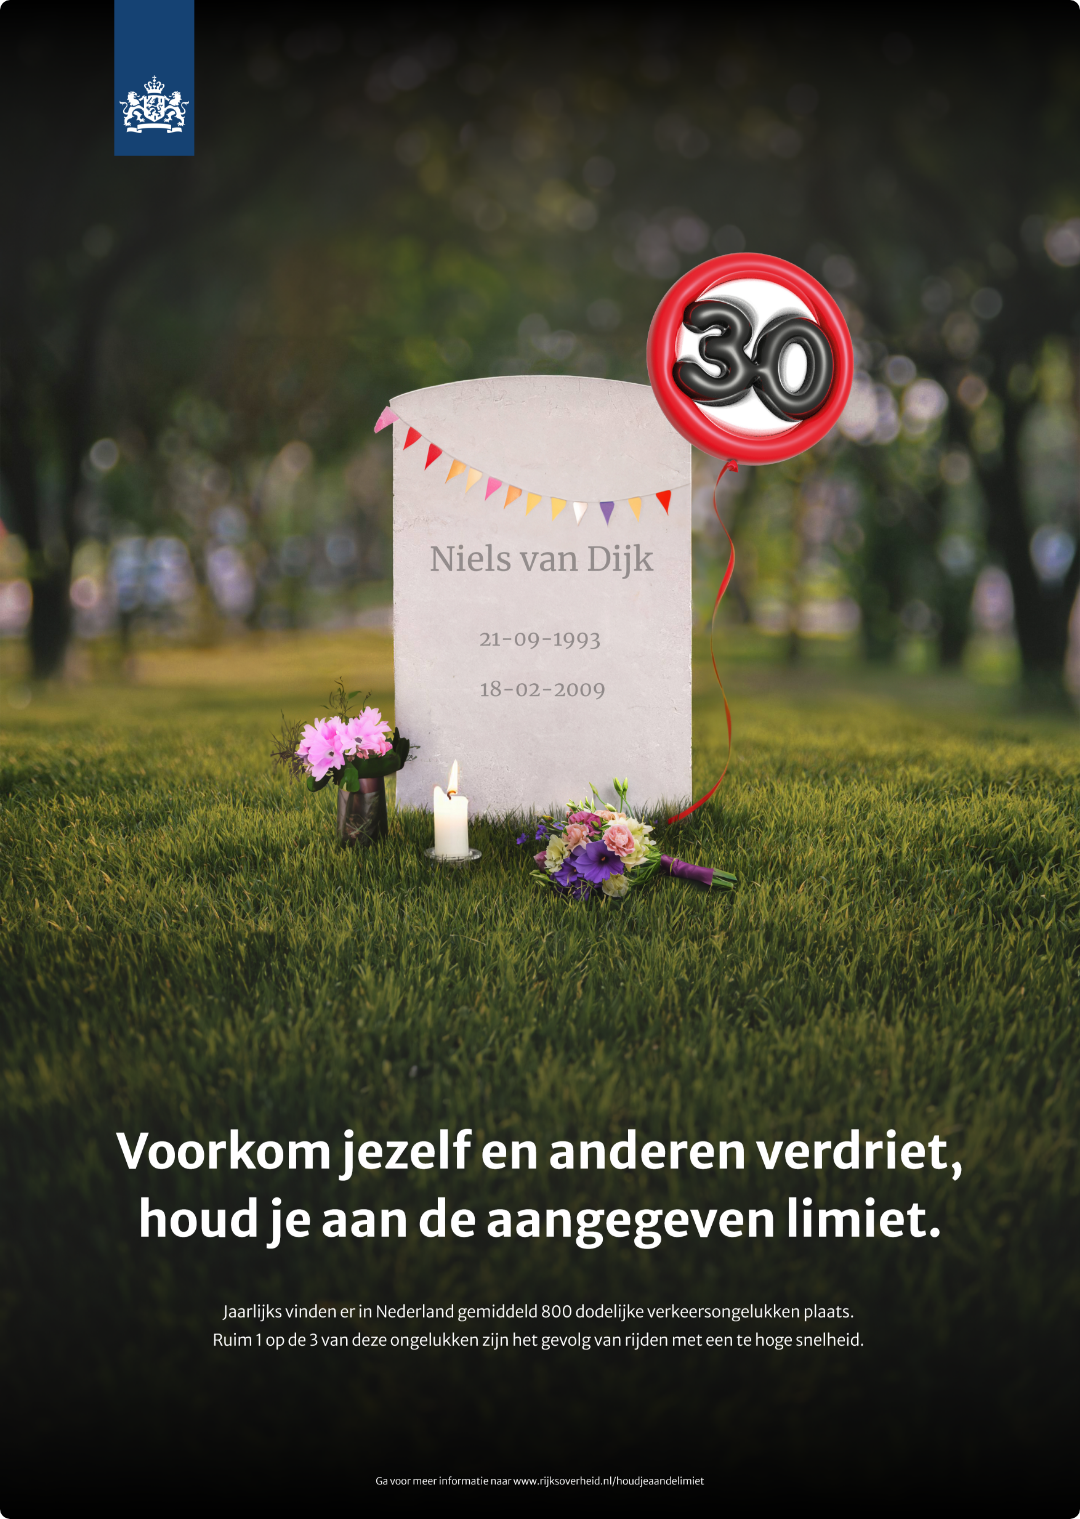 30
Niels van Dijk
21-09-1993
18-02-2009
Voorkom jezelf en anderen verdriet,
houd je aan de aangegeven limiet.
Jaarlijks vinden er in Nederland gemiddeld 800 dodelijke verkeersongelukken plaats.
Ruim 1 op de 3 van deze ongelukken zijn het gevolg van rijden met een te hoge snelheid.
Ga voor meer informatie naar www.rijksoverheid.nl/houdjeaandelimiet